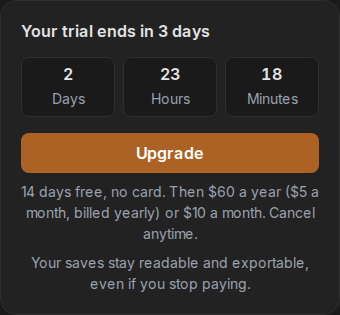 Your trial ends in 3 days
2 23 18
Days Hours Minutes
Upgrade
14 days free, no card. Then $60 a year ($5 a
month, billed yearly) or $10 a month. Cancel
anytime.
Your saves stay readable and exportable,
even if you stop paying.